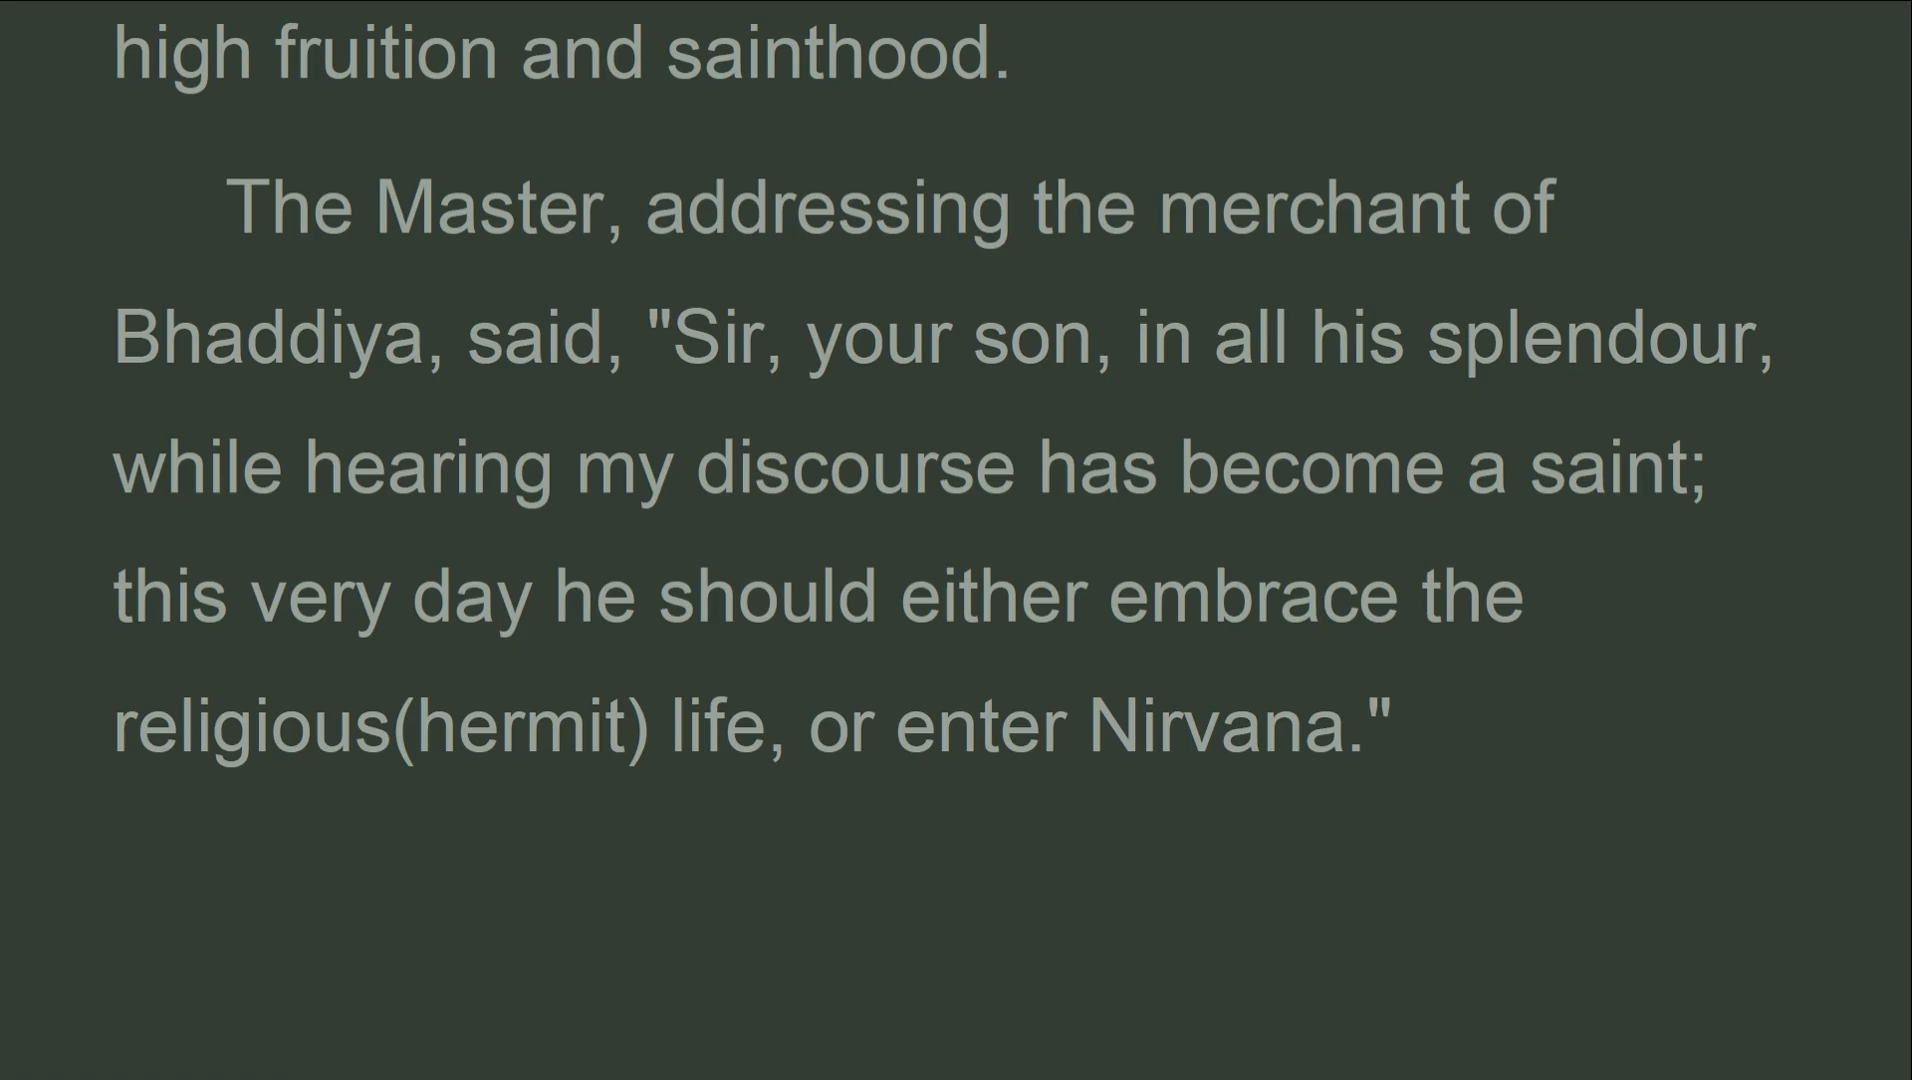 high fruition and sainthood.
The Master, addressing the merchant of
Bhaddiya, said, "Sir, your son, in all his splendour,
while hearing my discourse has become a saint;
this very day he should either embrace the
religious(hermit) life, or enter Nirvana."